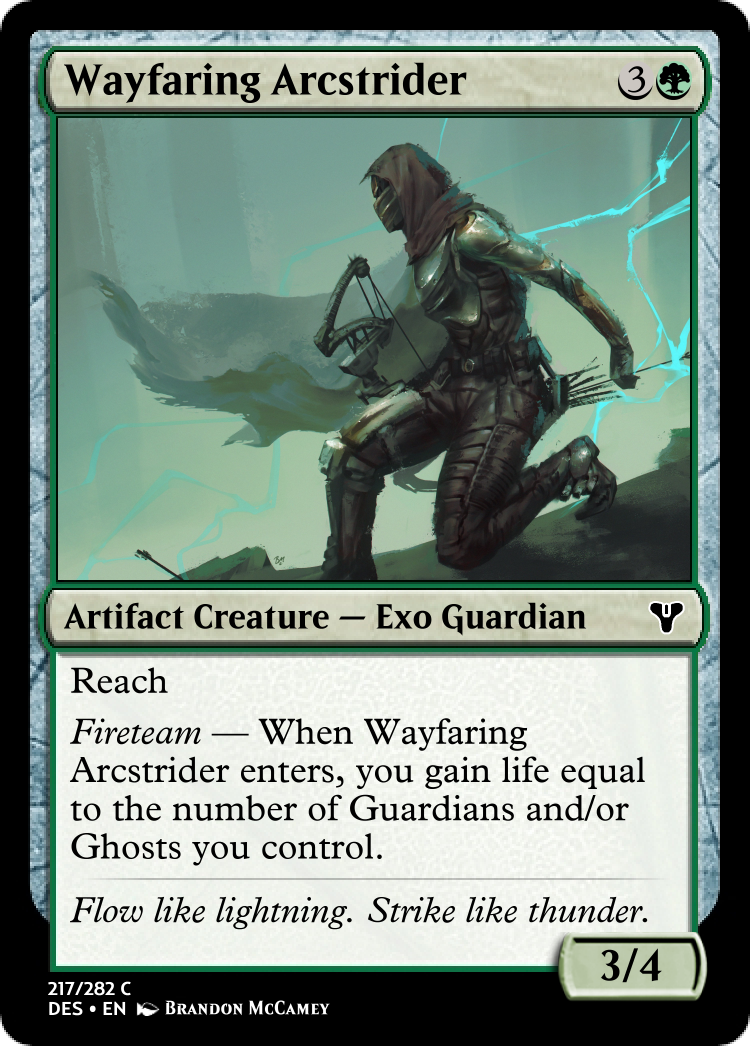 Wayfaring Arcstrider
3
Artifact Creature — Exo Guardian
Reach
Fireteam — When Wayfaring
Arcstrider enters, you gain life equal
to the number of Guardians and/or
Ghosts you control.
Flow like lightning. Strike like thunder.
3/4
217/282 C
DES • EN Brandon McCamey